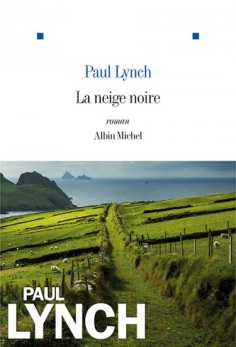 Paul Lynch
La neige noire
roman
Albin Michel
PAUL
LYNCH